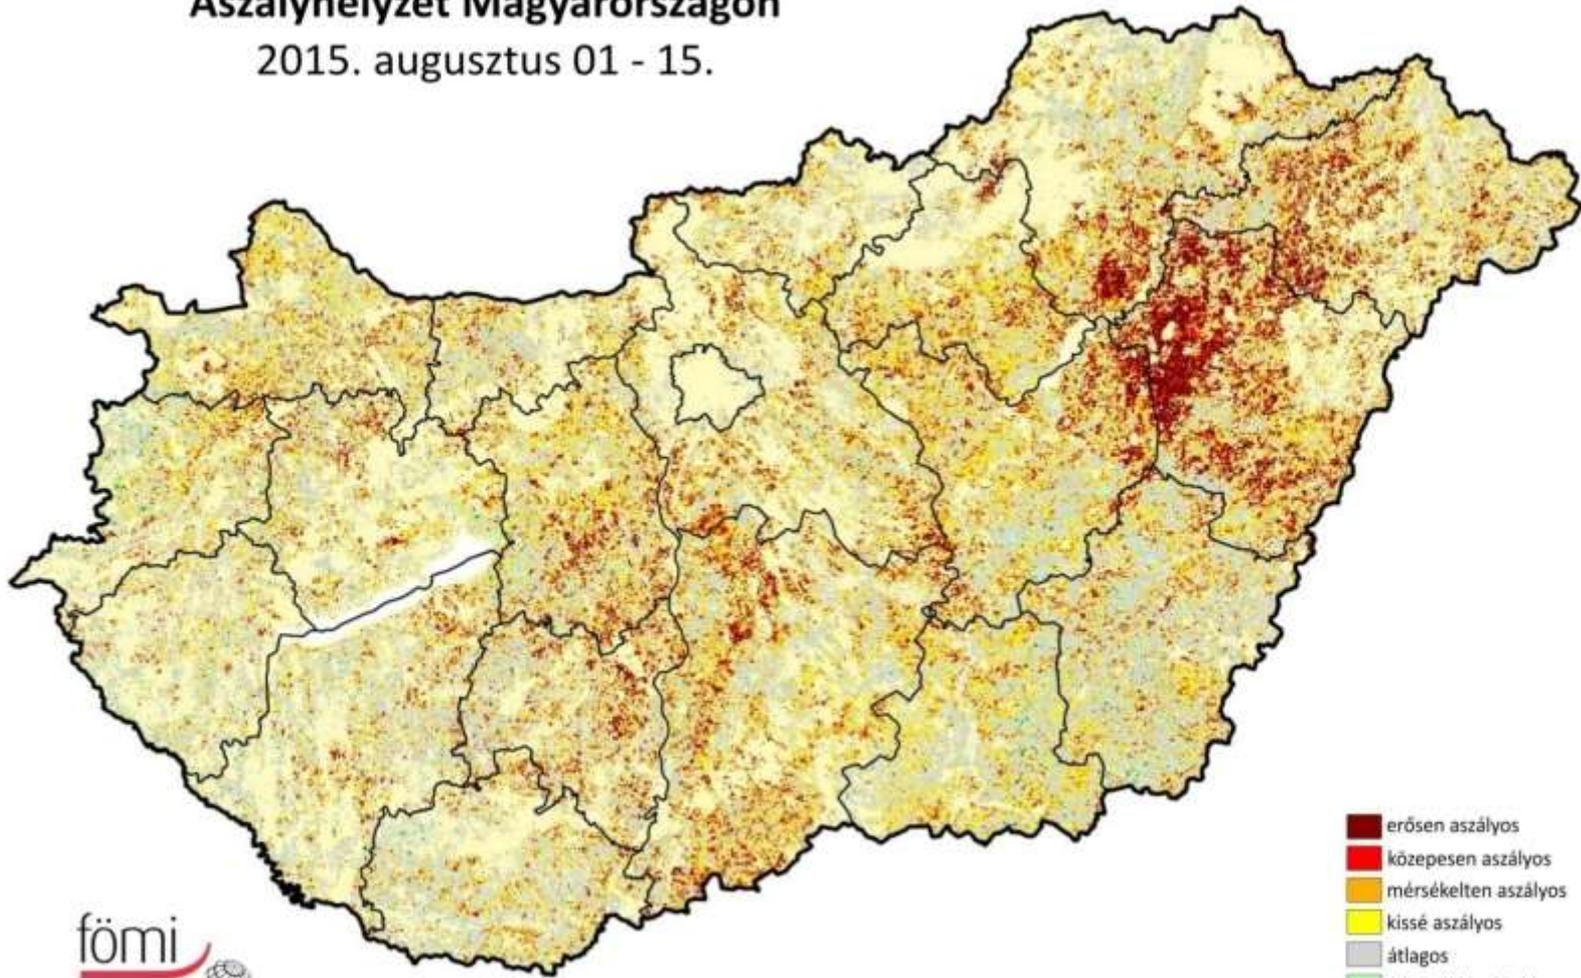 Aszályhelyzet Magyarországon
2015. augusztus 01 - 15.
erősen aszályos
közepesen aszályos
mérsékelten aszályos
kissé aszályos
átlagos
fömi